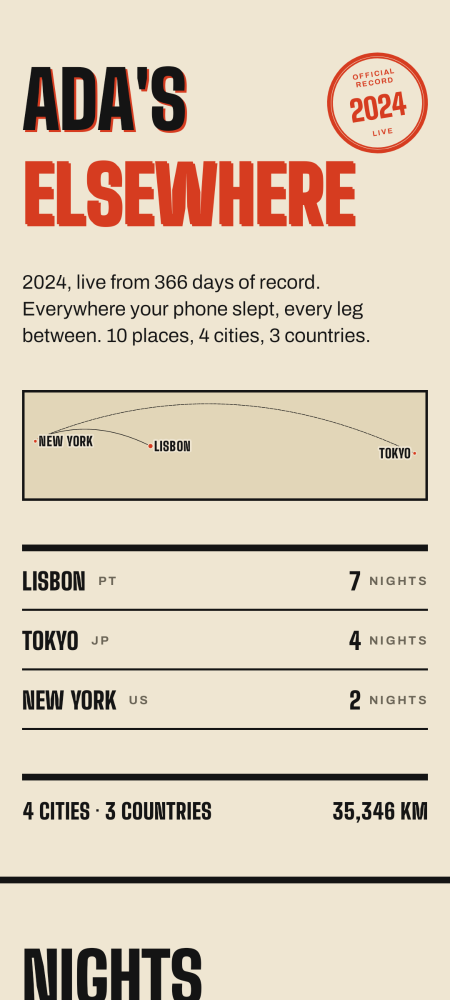 ADA'S
ELSEWHERE
OFFICIAL
RECORD
2024
LIVE
2024, live from 366 days of record.
Everywhere your phone slept, every leg
between. 10 places, 4 cities, 3 countries.
NEW YORK
LISBON
TOKYO
LISBON PT 7 NIGHTS
TOKYO JP 4 NIGHTS
NEW YORK US 2 NIGHTS
4 CITIES · 3 COUNTRIES 35,346 KM
NIGHTS